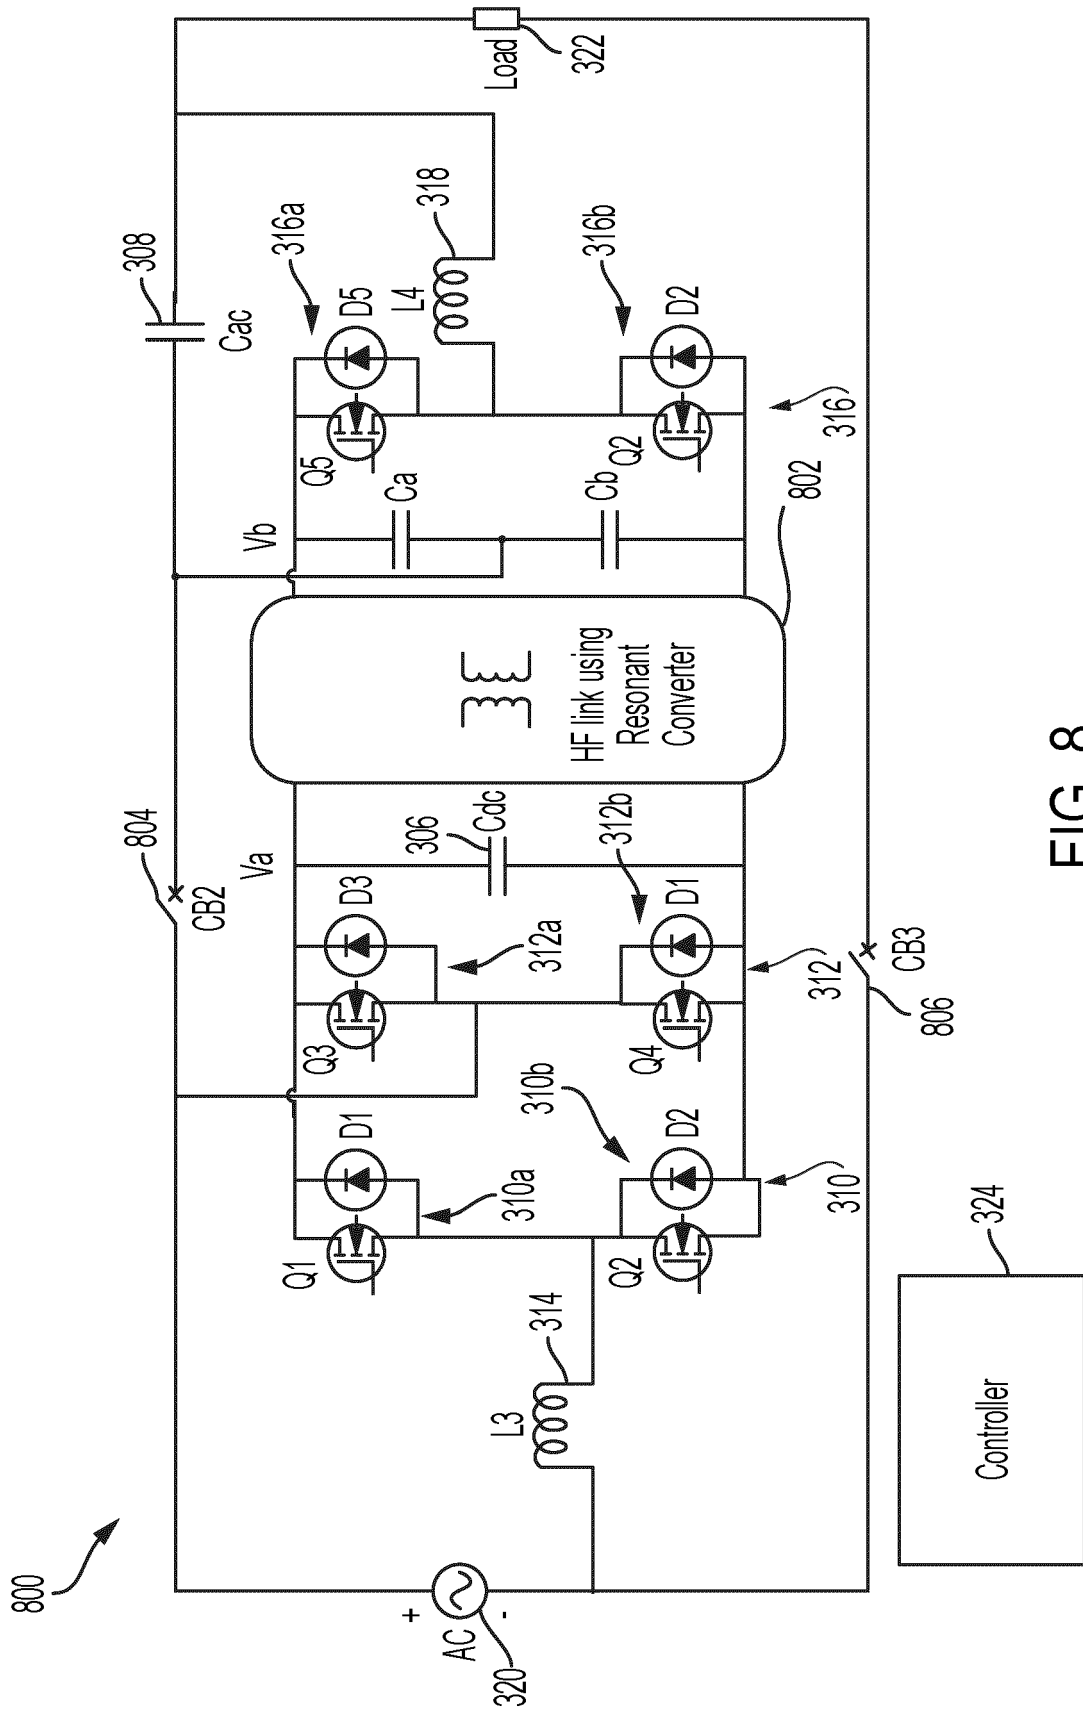 800
804
CB2
308
Cac
+
AC
-
320
L3
314
Q1
D1
310a
Q2
D2
310b
310
Q3
D3
312a
Q4
D1
312b
312
Va
306
Cdc
HF link using
Resonant
Converter
802
Vb
Ca
Cb
Q5
D5
316a
L4
318
Q2
D2
316b
316
Load
322
CB3
806
Controller
324
FIG. 8